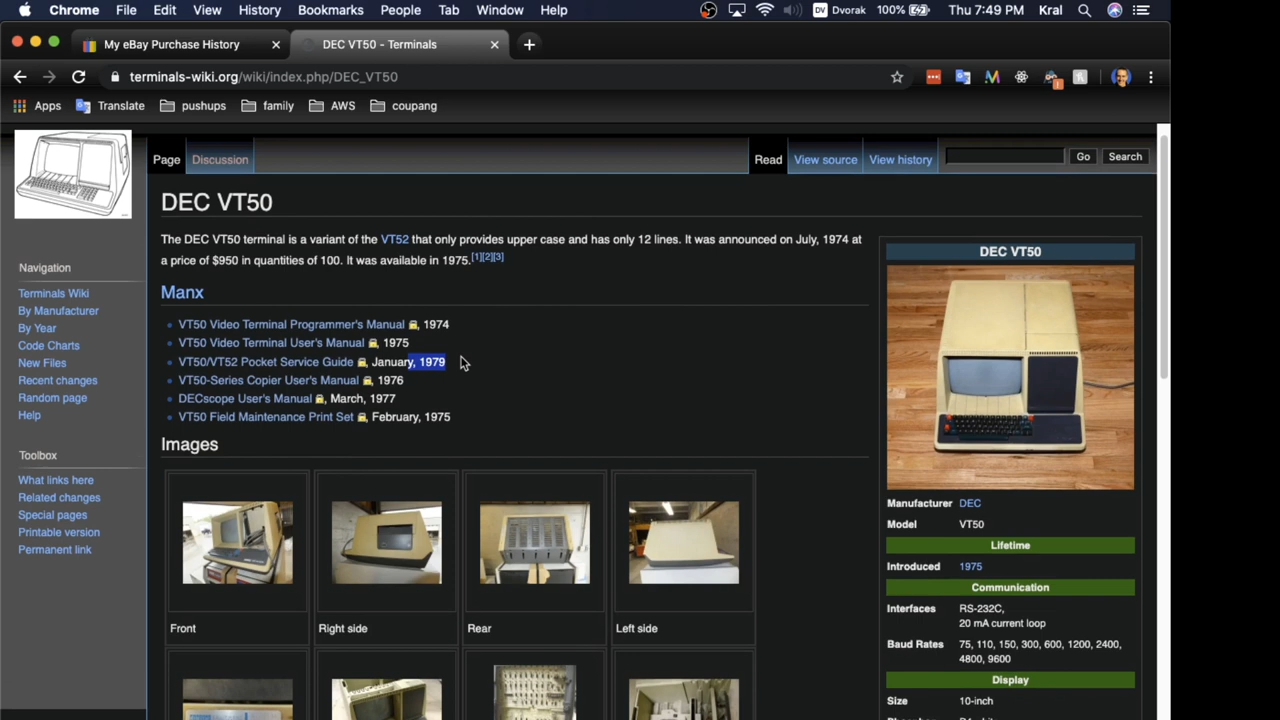 Chrome File Edit View History Bookmarks People Tab Window Help DV Dvorak 100% Thu 7:49 PM Kral
My eBay Purchase History
DEC VT50 - Terminals
terminals-wiki.org/wiki/index.php/DEC_VT50
Apps Translate pushups family AWS coupang
Page Discussion Read View source View history Go Search
DEC VT50
The DEC VT50 terminal is a variant of the VT52 that only provides upper case and has only 12 lines. It was announced on July, 1974 at
a price of $950 in quantities of 100. It was available in 1975.[1][2][3]
Manx
VT50 Video Terminal Programmer's Manual , 1974
VT50 Video Terminal User's Manual , 1975
VT50/VT52 Pocket Service Guide , January, 1979
VT50-Series Copier User's Manual , 1976
DECscope User's Manual , March, 1977
VT50 Field Maintenance Print Set , February, 1975
Images
Front
Right side
Rear
Left side
Navigation
Terminals Wiki
By Manufacturer
By Year
Code Charts
New Files
Recent changes
Random page
Help
Toolbox
What links here
Related changes
Special pages
Printable version
Permanent link
DEC VT50
Manufacturer DEC
Model VT50
Lifetime
Introduced 1975
Communication
Interfaces RS-232C,
20 mA current loop
Baud Rates 75, 110, 150, 300, 600, 1200, 2400,
4800, 9600
Display
Size 10-inch